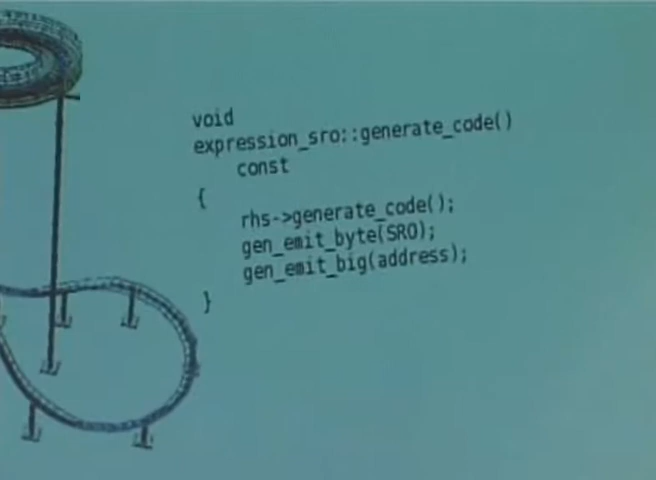 void
expression_sro::generate_code()
    const
{
    rhs->generate_code();
    gen_emit_byte(SRO);
    gen_emit_big(address);
}